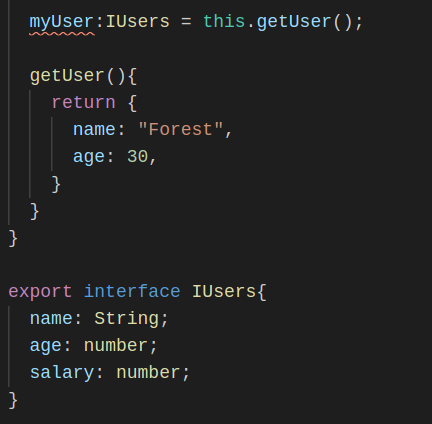 myUser:IUsers = this.getUser();
getUser(){
return {
name: "Forest",
age: 30,
}
}
}
export interface IUsers{
name: String;
age: number;
salary: number;
}